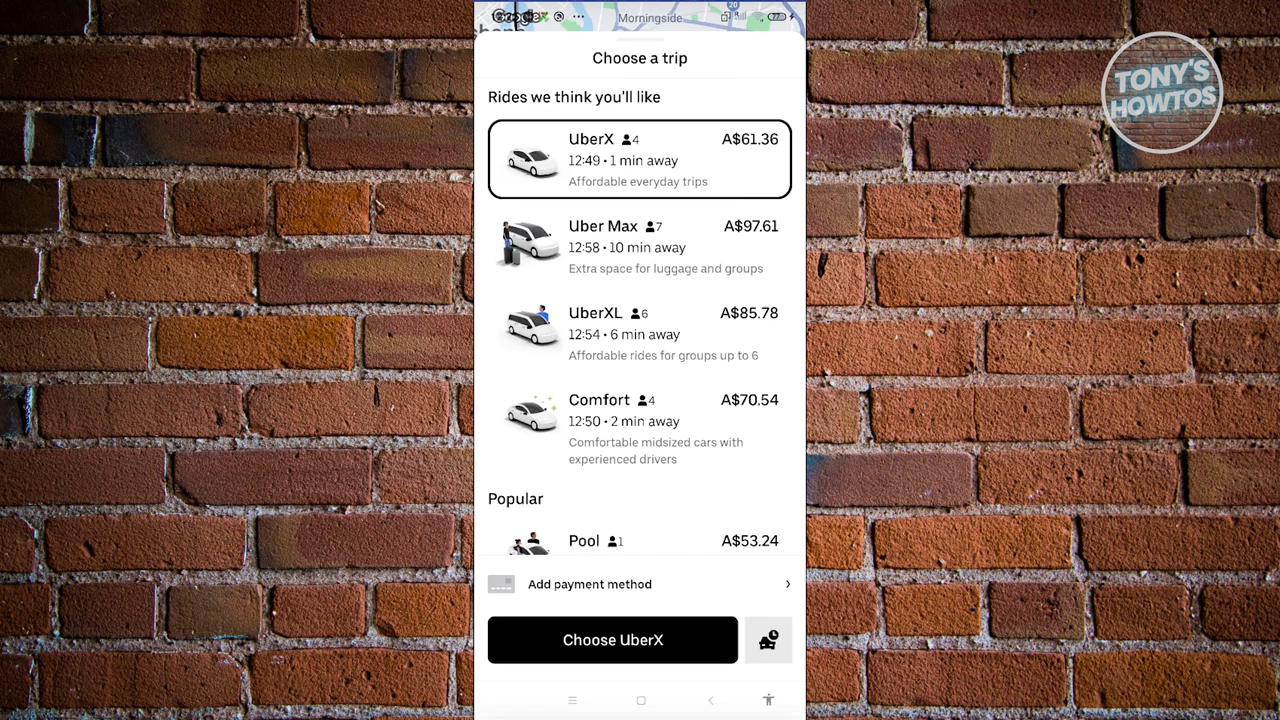 Morningside
20
77
Choose a trip
Rides we think you'll like
UberX 4 A$61.36
12:49 • 1 min away
Affordable everyday trips
Uber Max 7 A$97.61
12:58 • 10 min away
Extra space for luggage and groups
UberXL 6 A$85.78
12:54 • 6 min away
Affordable rides for groups up to 6
Comfort 4 A$70.54
12:50 • 2 min away
Comfortable midsized cars with
experienced drivers
Popular
Pool 1 A$53.24
Add payment method
Choose UberX
TONY'S
HOWTOS